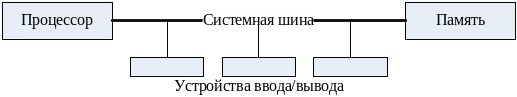 Процессор
Системная шина
Память
Устройства ввода/вывода